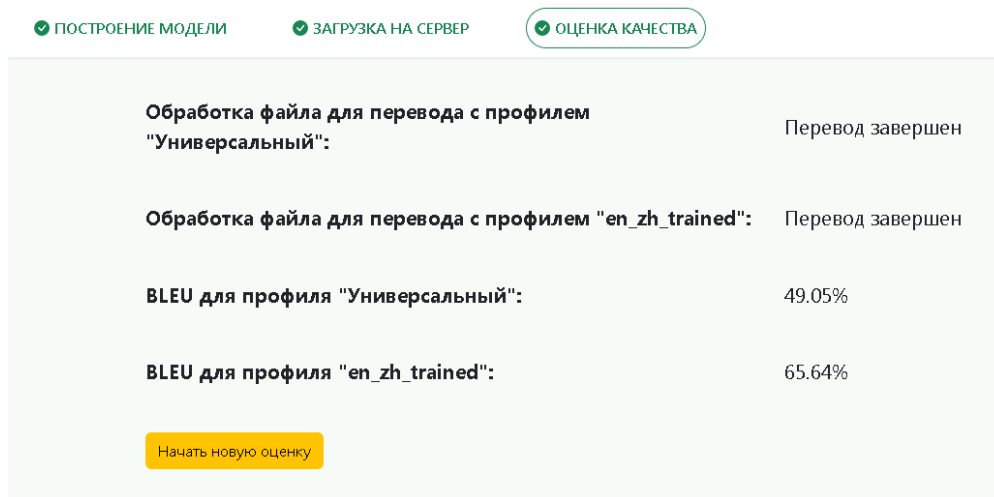 ПОСТРОЕНИЕ МОДЕЛИ
ЗАГРУЗКА НА СЕРВЕР
ОЦЕНКА КАЧЕСТВА
Обработка файла для перевода с профилем
"Универсальный":
Перевод завершен
Обработка файла для перевода с профилем "en_zh_trained":
Перевод завершен
BLEU для профиля "Универсальный":
49.05%
BLEU для профиля "en_zh_trained":
65.64%
Начать новую оценку